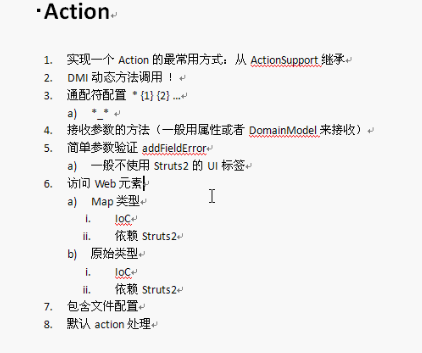 ·Action
1. 实现一个 Action 的最常用方式：从 ActionSupport 继承
2. DMI 动态方法调用 ！
3. 通配符配置 * {1} {2} ...
a) *_*
4. 接收参数的方法（一般用属性或者 DomainModel 来接收）
5. 简单参数验证 addFieldError
a) 一般不使用 Struts2 的 UI 标签
6. 访问 Web 元素
a) Map 类型
i. IoC
ii. 依赖 Struts2
b) 原始类型
i. IoC
ii. 依赖 Struts2
7. 包含文件配置
8. 默认 action 处理